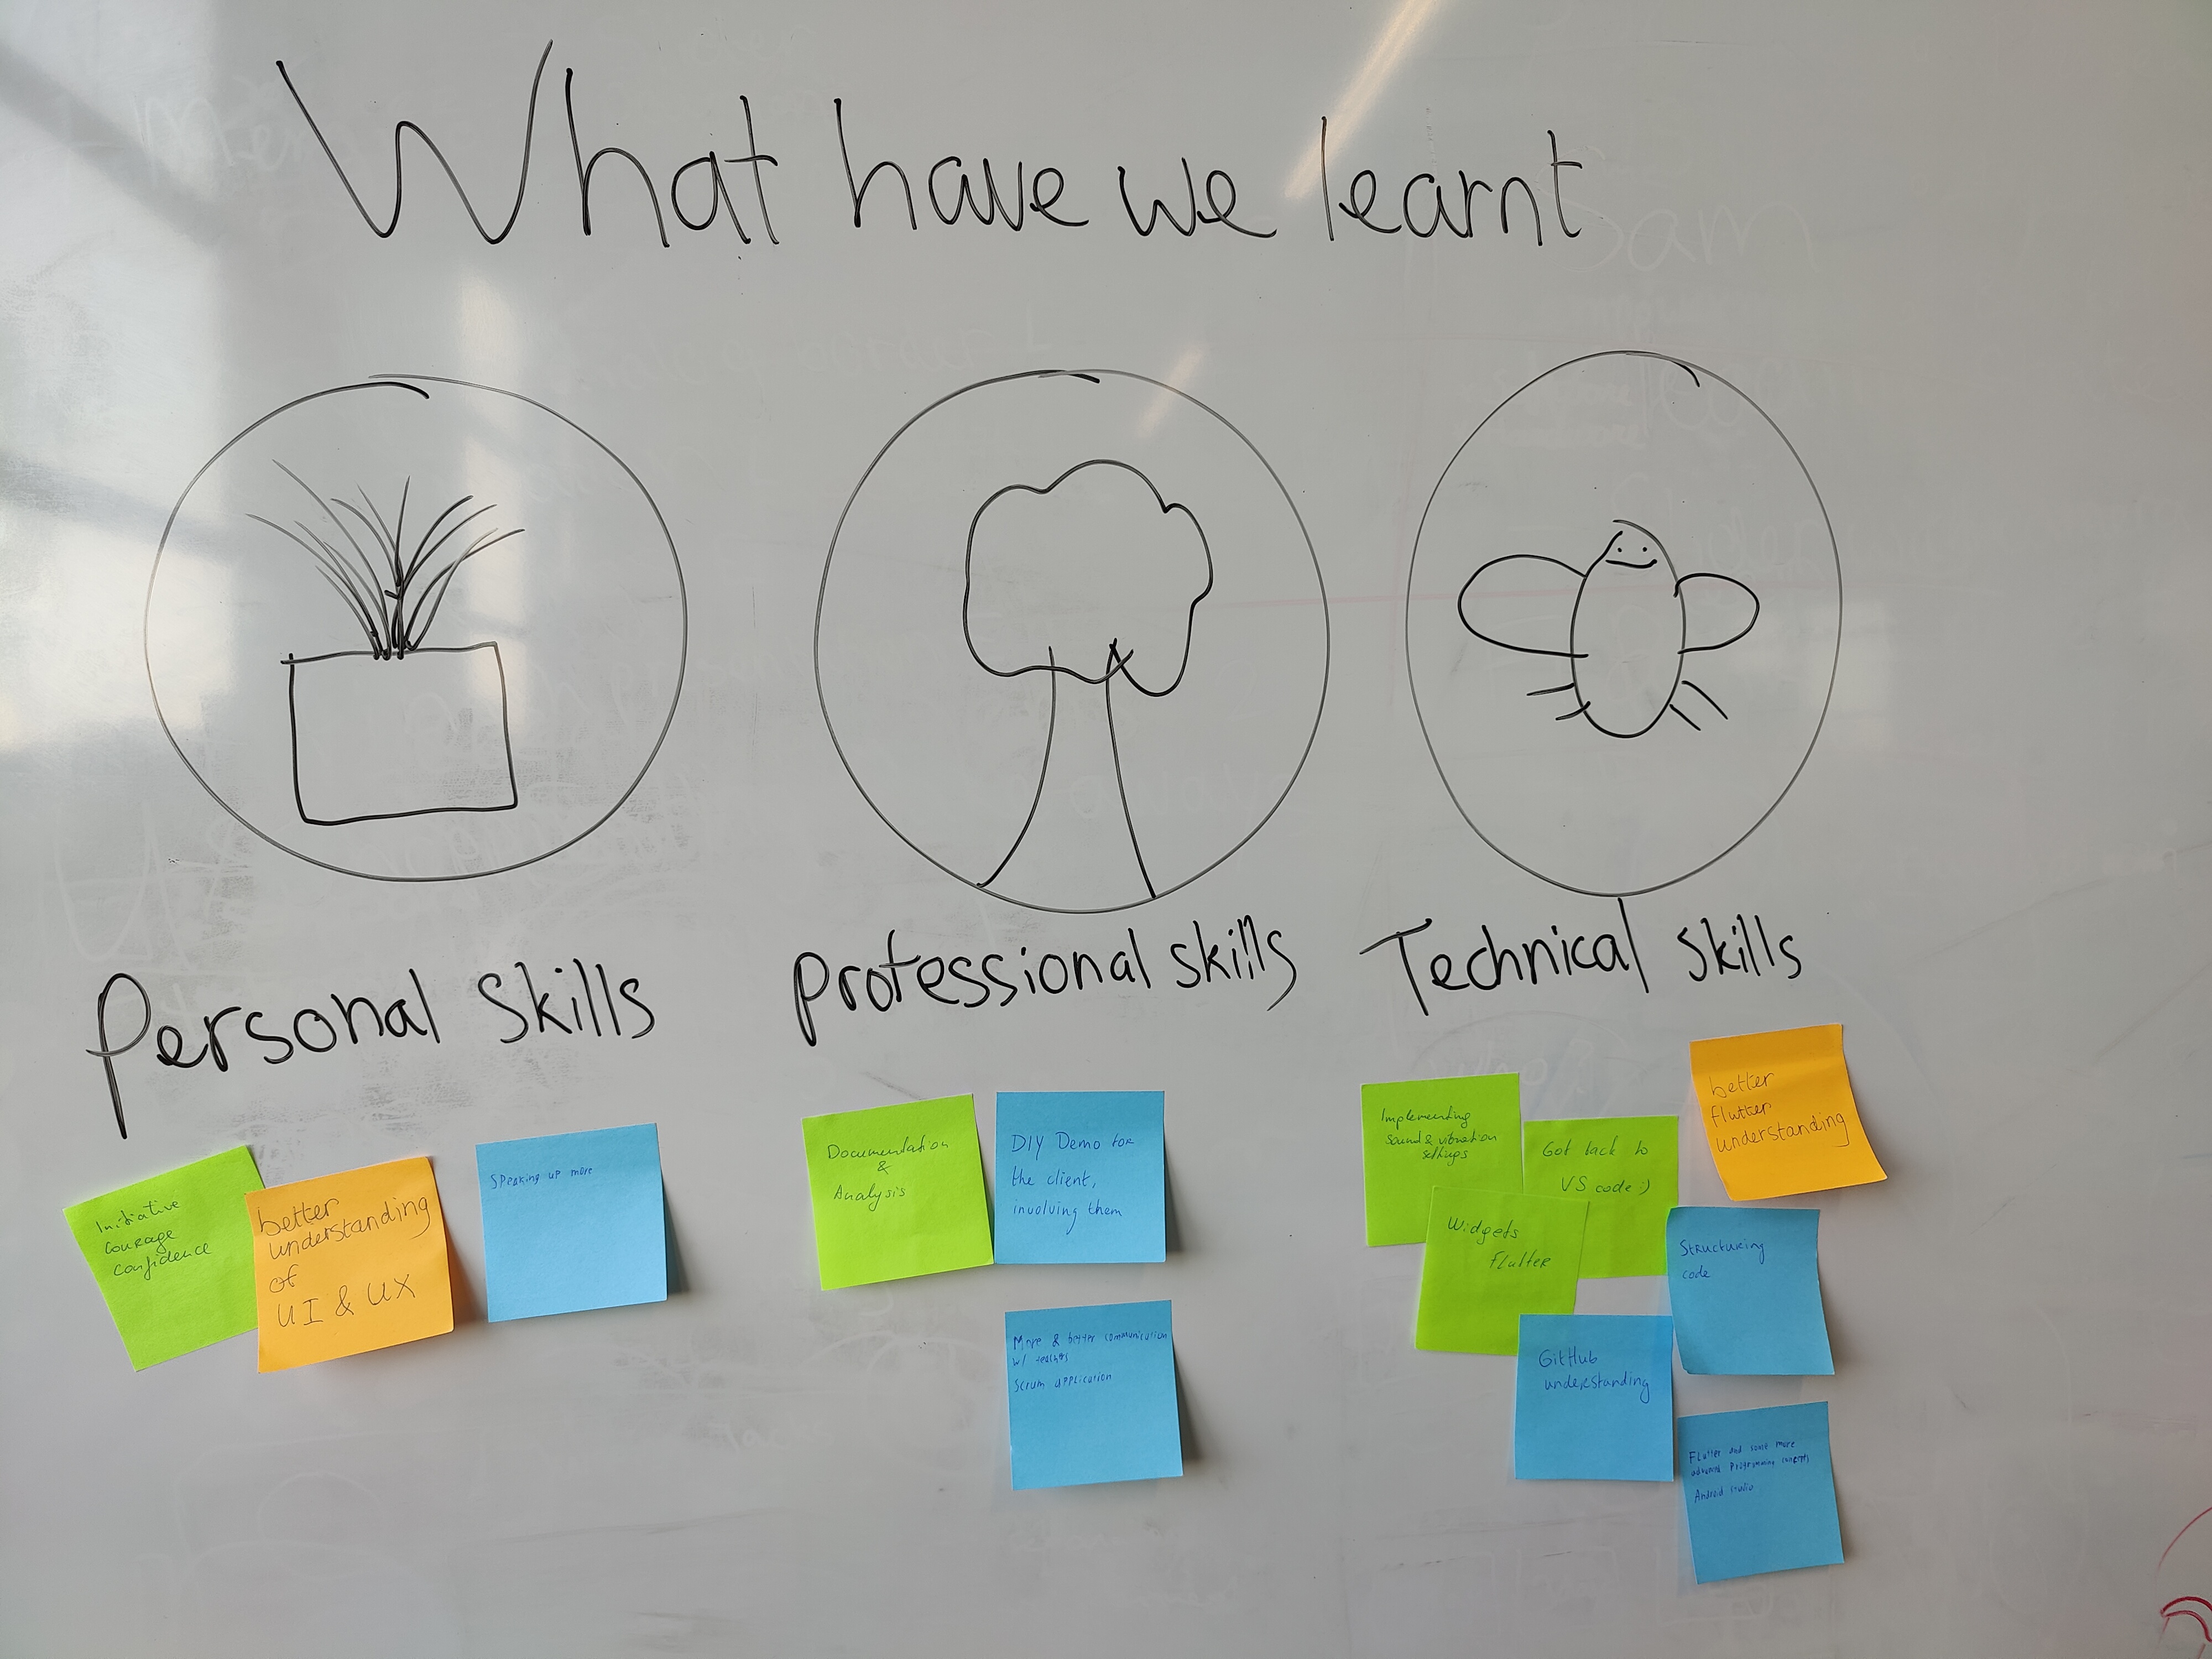 What have we learnt
Personal Skills
Professional skills
Technical skills
Initiative
courage
confidence
better
understanding
of
UI & UX
Speaking up more
Documentation
&
Analysis
DIY Demo for
the client,
involving them
More & better communication
w/ teachers
Scrum application
Implementing
sound & vibration
settings
Got back to
VS code :)
better
flutter
understanding
Widgets
flutter
Structuring
code
GitHub
understanding
Flutter and some more
advanced programming concepts
Android studio